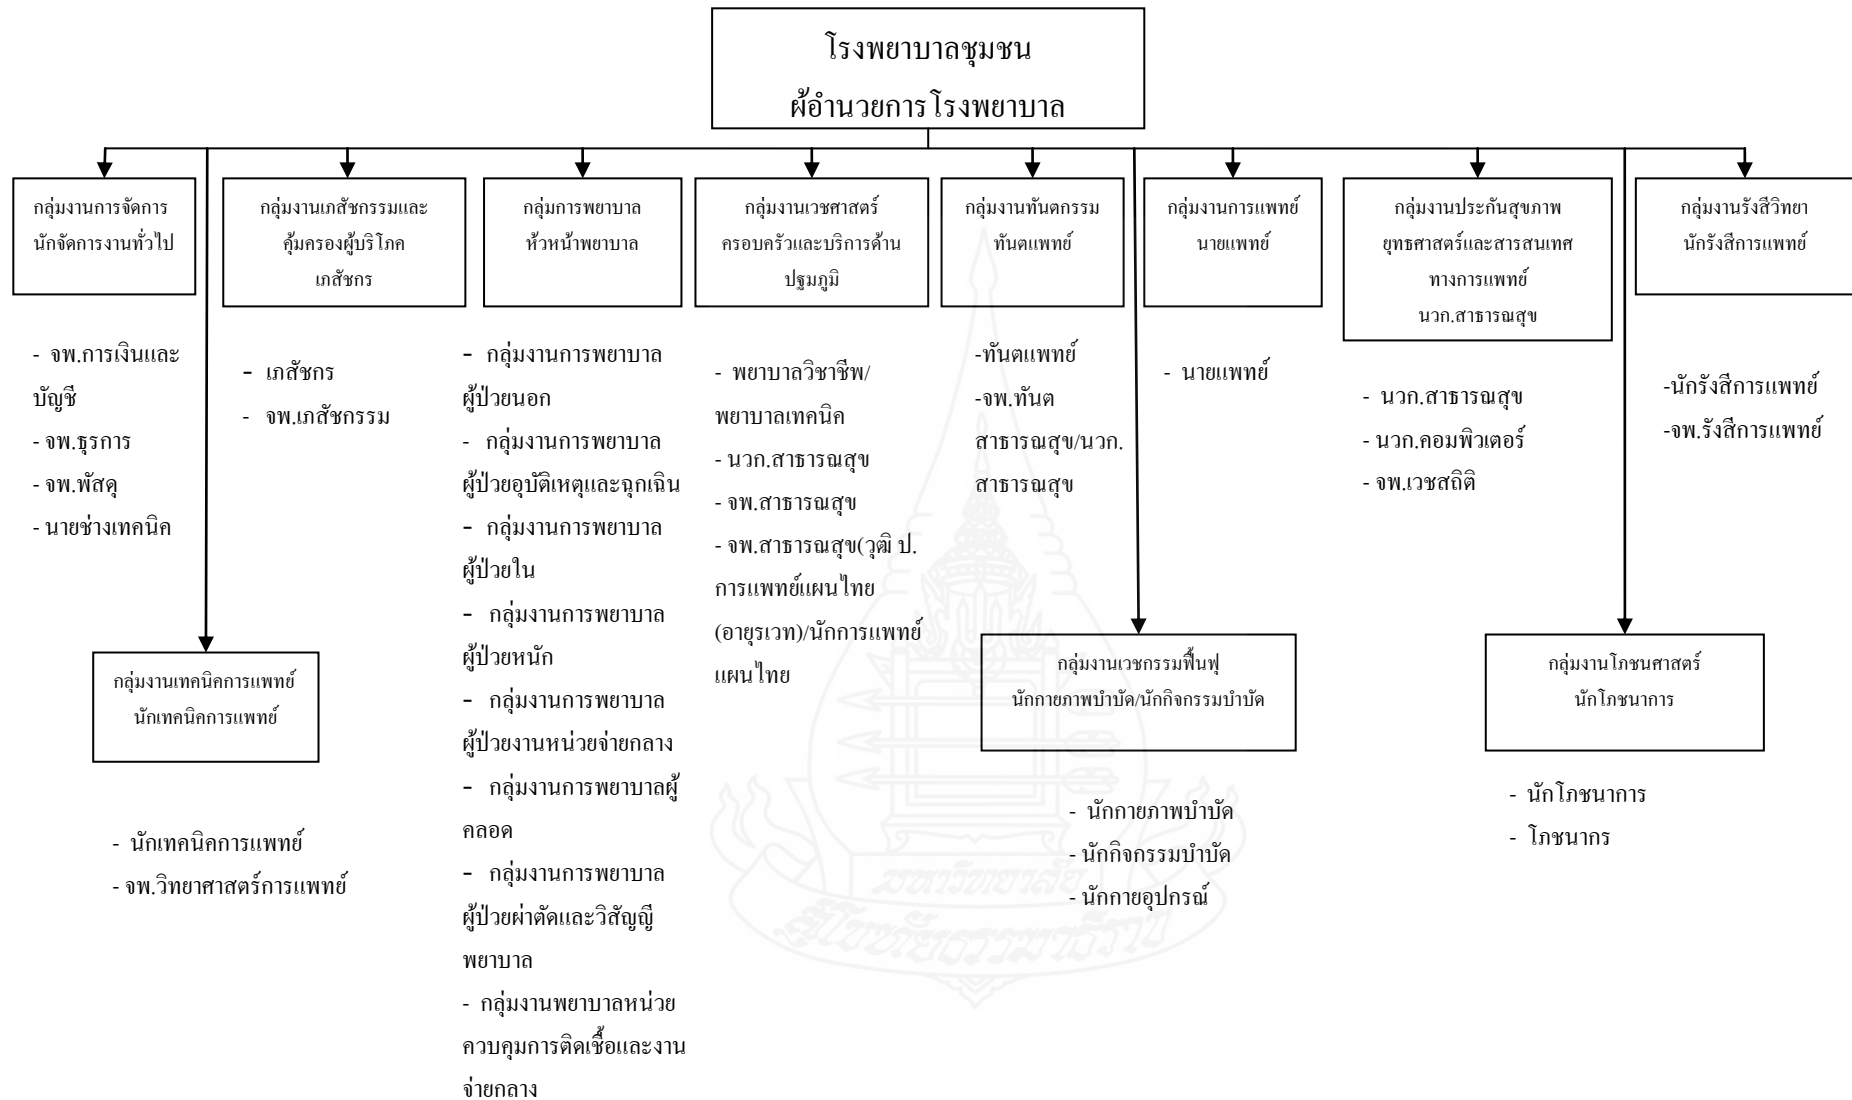 โรงพยาบาลชุมชน
ผ้อำนวยการโรงพยาบาล
กลุ่มงานการจัดการ
นักจัดการงานทั่วไป
กลุ่มงานเภสัชกรรมและ
คุ้มครองผู้บริโภค
เภสัชกร
กลุ่มการพยาบาล
ห้วหน้าพยาบาล
กลุ่มงานเวชศาสตร์
ครอบครัวและบริการด้าน
ปฐมภูมิ
กลุ่มงานทันตกรรม
ทันตแพทย์
กลุ่มงานการแพทย์
นายแพทย์
กลุ่มงานประกันสุขภาพ
ยุทธศาสตร์และสารสนเทศ
ทางการแพทย์
นวก.สาธารณสุข
กลุ่มงานรังสีวิทยา
นักรังสีการแพทย์
- จพ.การเงินและ
บัญชี
- จพ.ธุรการ
- จพ.พัสดุ
- นายช่างเทคนิค
- เภสัชกร
- จพ.เภสัชกรรม
- กลุ่มงานการพยาบาล
ผู้ป่วยนอก
- กลุ่มงานการพยาบาล
ผู้ป่วยอุบัติเหตุและฉุกเฉิน
- กลุ่มงานการพยาบาล
ผู้ป่วยใน
- กลุ่มงานการพยาบาล
ผู้ป่วยหนัก
- กลุ่มงานการพยาบาล
ผู้ป่วยงานหน่วยจ่ายกลาง
- กลุ่มงานการพยาบาลผู้
คลอด
- กลุ่มงานการพยาบาล
ผู้ป่วยผ่าตัดและวิสัญญี
พยาบาล
- กลุ่มงานพยาบาลหน่วย
ควบคุมการติดเชื้อและงาน
จ่ายกลาง
- พยาบาลวิชาชีพ/
พยาบาลเทคนิค
- นวก.สาธารณสุข
- จพ.สาธารณสุข
- จพ.สาธารณสุข(วุฒิ ป.
การแพทย์แผนไทย
(อายุรเวท)/นักการแพทย์
แผนไทย
-ทันตแพทย์
-จพ.ทันต
สาธารณสุข/นวก.
สาธารณสุข
- นายแพทย์
- นวก.สาธารณสุข
- นวก.คอมพิวเตอร์
- จพ.เวชสถิติ
-นักรังสีการแพทย์
-จพ.รังสีการแพทย์
กลุ่มงานเทคนิคการแพทย์
นักเทคนิคการแพทย์
- นักเทคนิคการแพทย์
- จพ.วิทยาศาสตร์การแพทย์
กลุ่มงานเวชกรรมฟื้นฟุ
นักกายภาพบำบัด/นักกิจกรรมบำบัด
- นักกายภาพบำบัด
- นักกิจกรรมบำบัด
- นักกายอุปกรณ์
กลุ่มงานโภชนศาสตร์
นักโภชนาการ
- นักโภชนาการ
- โภชนากร
มหาวิทยาลัย
สุโขทัยธรรมาธิราช